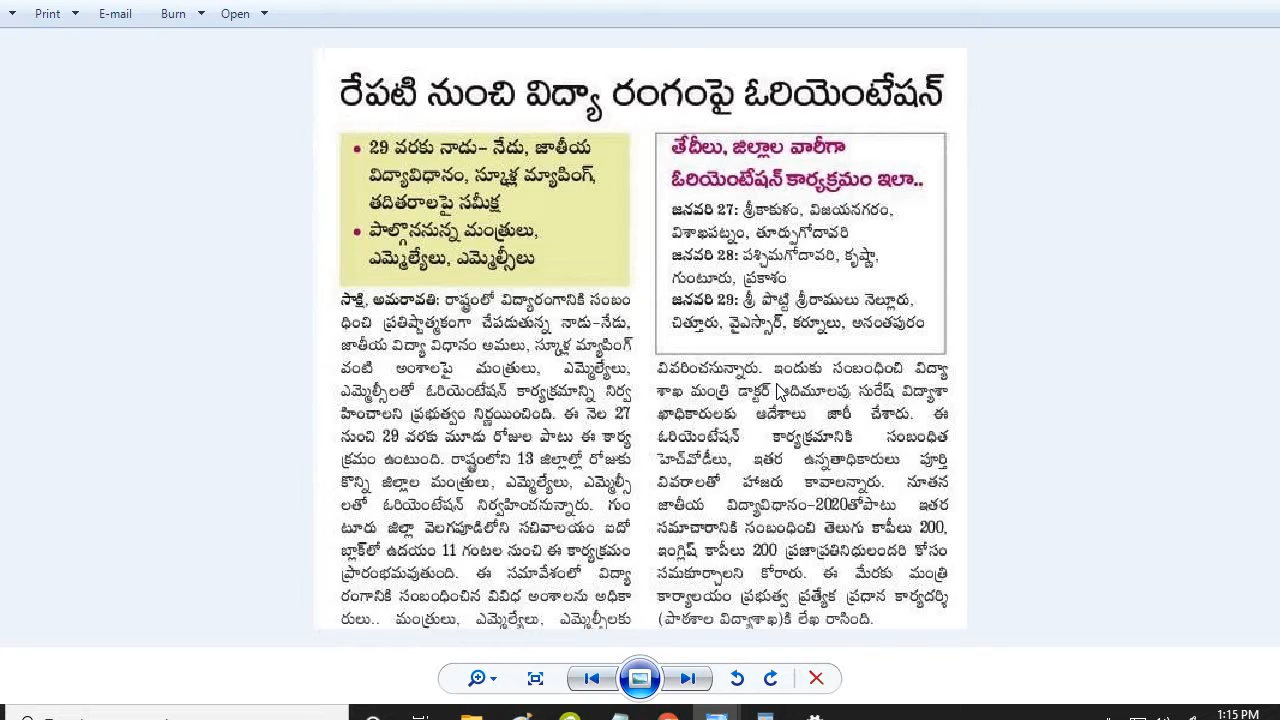 Print E-mail Burn Open
రేపటి నుంచి విద్యా రంగంపై ఓరియెంటేషన్
• 29 వరకు నాడు– నేడు, జాతీయ
విద్యావిధానం, స్కూళ్ల మ్యాపింగ్,
తదితరాలపై సమీక్ష
• పాల్గొననున్న మంత్రులు,
ఎమ్మెల్యేలు, ఎమ్మెల్సీలు
సాక్షి, అమరావతి: రాష్ట్రంలో విద్యారంగానికి సంబం
ధించి ప్రతిష్టాత్మకంగా చేపడుతున్న నాడు–నేడు,
జాతీయ విద్యా విధానం అమలు, స్కూళ్ల మ్యాపింగ్
వంటి అంశాలపై మంత్రులు, ఎమ్మెల్యేలు,
ఎమ్మెల్సీలతో ఓరియెంటేషన్ కార్యక్రమాన్ని నిర్వ
హించాలని ప్రభుత్వం నిర్ణయించింది. ఈ నెల 27
నుంచి 29 వరకు మూడు రోజుల పాటు ఈ కార్య
క్రమం ఉంటుంది. రాష్ట్రంలోని 13 జిల్లాల్లో రోజుకు
కొన్ని జిల్లాల మంత్రులు, ఎమ్మెల్యేలు, ఎమ్మెల్సీ
లతో ఓరియెంటేషన్ నిర్వహించనున్నారు. గుం
టూరు జిల్లా వెలగపూడిలోని సచివాలయం ఐదో
బ్లాక్‌లో ఉదయం 11 గంటల నుంచి ఈ కార్యక్రమం
ప్రారంభమవుతుంది. ఈ సమావేశంలో విద్యా
రంగానికి సంబంధించిన వివిధ అంశాలను అధికా
రులు.. మంత్రులు, ఎమ్మెల్యేలు, ఎమ్మెల్సీలకు
తేదీలు, జిల్లాల వారీగా
ఓరియెంటేషన్ కార్యక్రమం ఇలా..
జనవరి 27: శ్రీకాకుళం, విజయనగరం,
విశాఖపట్నం, తూర్పుగోదావరి
జనవరి 28: పశ్చిమగోదావరి, కృష్ణా,
గుంటూరు, ప్రకాశం
జనవరి 29: శ్రీ పొట్టి శ్రీరాములు నెల్లూరు,
చిత్తూరు, వైఎస్సార్, కర్నూలు, అనంతపురం
వివరించనున్నారు. ఇందుకు సంబంధించి విద్యా
శాఖ మంత్రి డాక్టర్ ఆదిమూలపు సురేష్ విద్యాశా
ఖాధికారులకు ఆదేశాలు జారీ చేశారు. ఈ
ఓరియెంటేషన్ కార్యక్రమానికి సంబంధిత
హెచ్‌వోడీలు, ఇతర ఉన్నతాధికారులు పూర్తి
వివరాలతో హాజరు కావాలన్నారు. నూతన
జాతీయ విద్యావిధానం–2020తోపాటు ఇతర
సమాచారానికి సంబంధించి తెలుగు కాపీలు 200,
ఇంగ్లిష్ కాపీలు 200 ప్రజాప్రతినిధులందరి కోసం
సమకూర్చాలని కోరారు. ఈ మేరకు మంత్రి
కార్యాలయం ప్రభుత్వ ప్రత్యేక ప్రధాన కార్యదర్శి
(పాఠశాల విద్యాశాఖ)కి లేఖ రాసింది.
1:15 PM